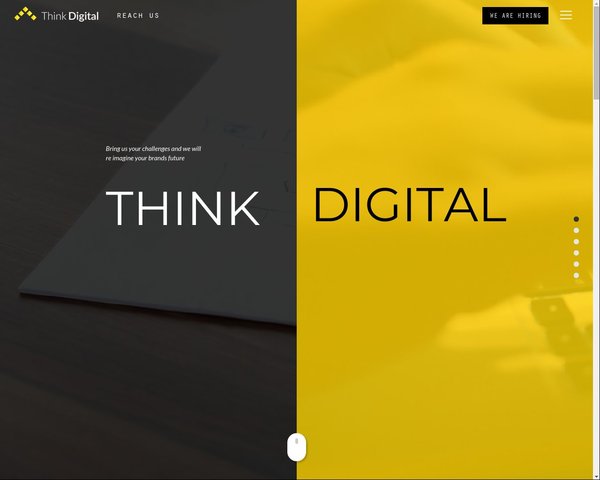 Think Digital
REACH US
WE ARE HIRING
Bring us your challenges and we will
re imagine your brands future
THINK
DIGITAL